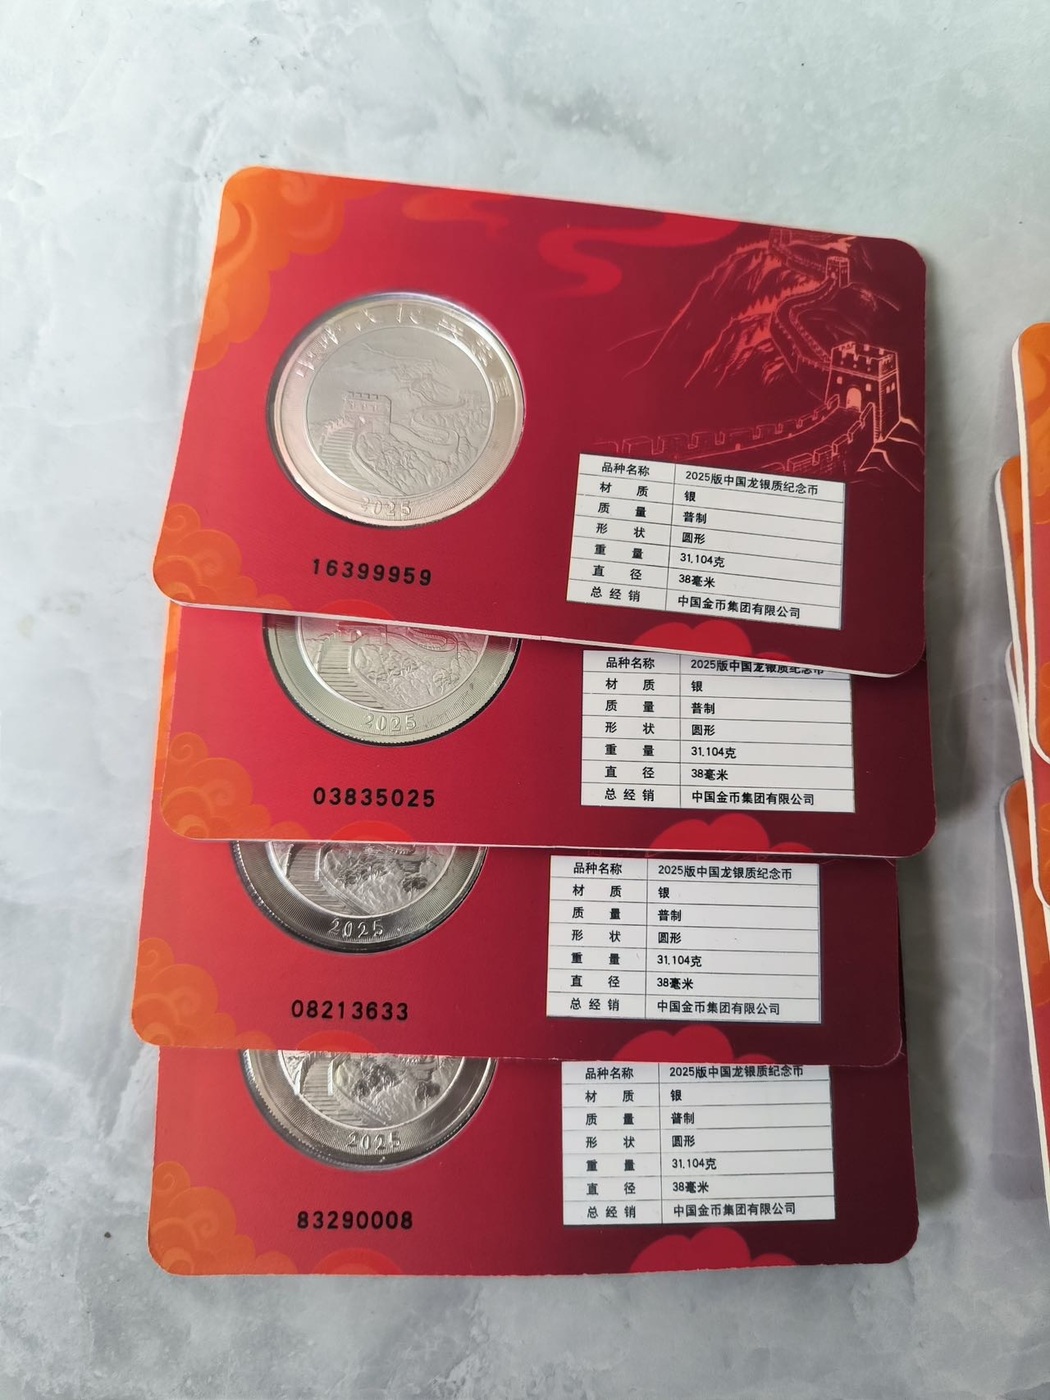 中华人民共和国
2025
16399959
品种名称 2025版中国龙银质纪念币
材 质 银
质 量 普制
形 状 圆形
重 量 31.104克
直 径 38毫米
总经销 中国金币集团有限公司
2025
03835025
品种名称 2025版中国龙银质纪念币
材 质 银
质 量 普制
形 状 圆形
重 量 31.104克
直 径 38毫米
总经销 中国金币集团有限公司
2025
08213633
品种名称 2025版中国龙银质纪念币
材 质 银
质 量 普制
形 状 圆形
重 量 31.104克
直 径 38毫米
总经销 中国金币集团有限公司
2025
83290008
品种名称 2025版中国龙银质纪念币
材 质 银
质 量 普制
形 状 圆形
重 量 31.104克
直 径 38毫米
总经销 中国金币集团有限公司